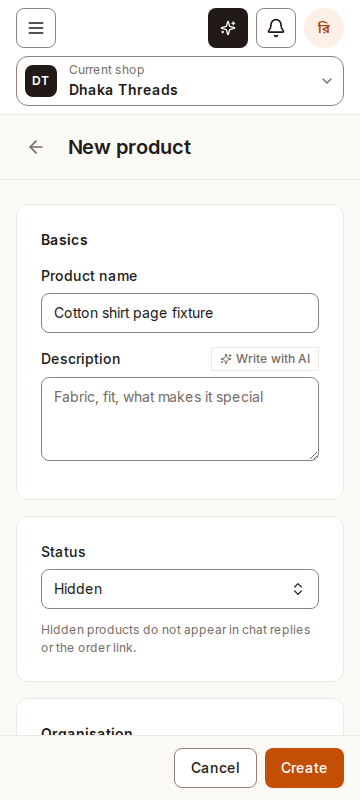 রি
DT
Current shop
Dhaka Threads
New product
Basics
Product name
Cotton shirt page fixture
Description
Write with AI
Fabric, fit, what makes it special
Status
Hidden
Hidden products do not appear in chat replies
or the order link.
Organisation
Cancel
Create